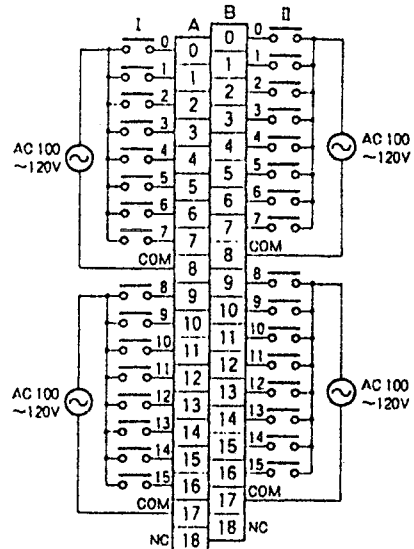 I A B II
0 0 0 0
1 1 1 1
2 2 2 2
3 3 3 3
AC 100 4 4 4 4 AC 100
~120V ~120V
5 5 5 5
6 6 6 6
7 7 7 7
COM 8 8 COM
8 9 9 8
9 10 10 9
10 11 11 10
11 12 12 11
AC 100 12 13 13 12 AC 100
~120V ~120V
13 14 14 13
14 15 15 14
15 16 16 15
COM 17 17 COM
NC 18 18 NC